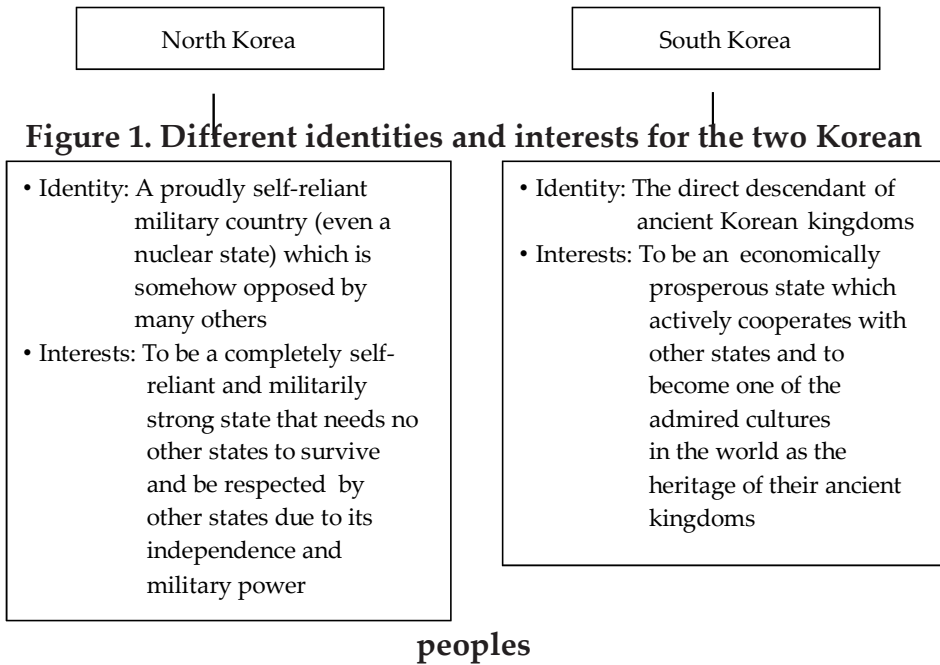 North Korea
South Korea
Figure 1. Different identities and interests for the two Korean
• Identity: A proudly self-reliant
military country (even a
nuclear state) which is
somehow opposed by
many others
• Interests: To be a completely self-
reliant and militarily
strong state that needs no
other states to survive
and be respected by
other states due to its
independence and
military power
• Identity: The direct descendant of
ancient Korean kingdoms
• Interests: To be an economically
prosperous state which
actively cooperates with
other states and to
become one of the
admired cultures
in the world as the
heritage of their ancient
kingdoms
peoples